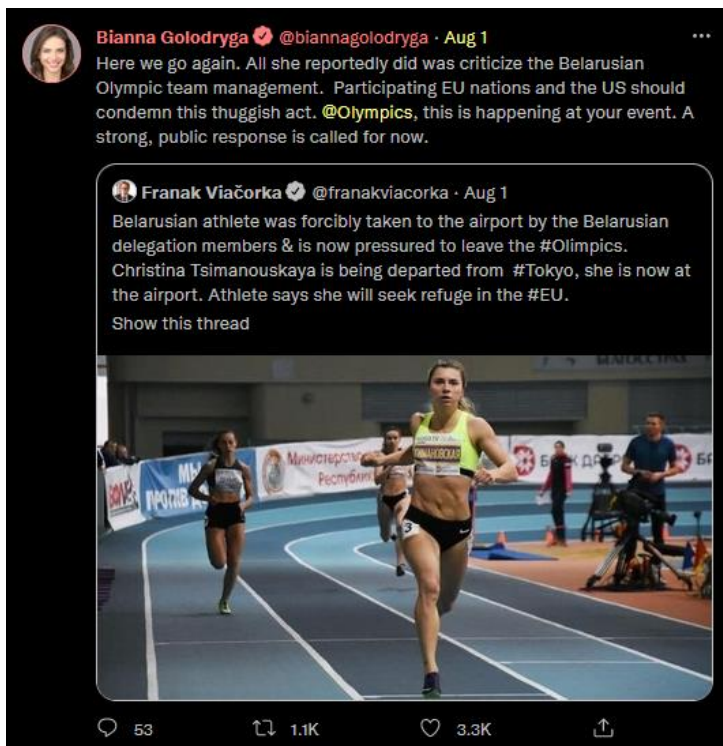 Bianna Golodryga @biannagolodryga · Aug 1
Here we go again. All she reportedly did was criticize the Belarusian
Olympic team management.  Participating EU nations and the US should
condemn this thuggish act. @Olympics, this is happening at your event. A
strong, public response is called for now.
Franak Viačorka @franakviacorka · Aug 1
Belarusian athlete was forcibly taken to the airport by the Belarusian
delegation members & is now pressured to leave the #Olimpics.
Christina Tsimanouskaya is being departed from  #Tokyo, she is now at
the airport. Athlete says she will seek refuge in the #EU.
Show this thread
МЫ
ПРОТИВ
Министерство
Республики
ТИМАНОВСКАЯ
3
53
1.1K
3.3K